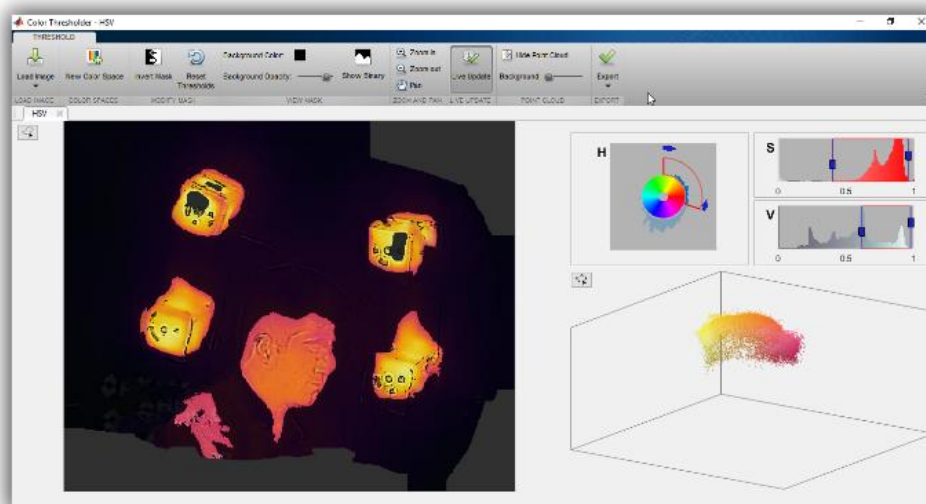 Color Thresholder - HSV
THRESHOLD
Load Image
New Color Space
Invert Mask
Reset Thresholds
Background Color:
Background Opacity:
Show Binary
Zoom in
Zoom out
Pan
Live Update
Hide Point Cloud
Background
Export
LOAD IMAGE
COLOR SPACES
MODIFY MASK
VIEW MASK
ZOOM AND PAN
LIVE UPDATE
POINT CLOUD
EXPORT
HSV
H
S
0 0.5 1
V
0 0.5 1